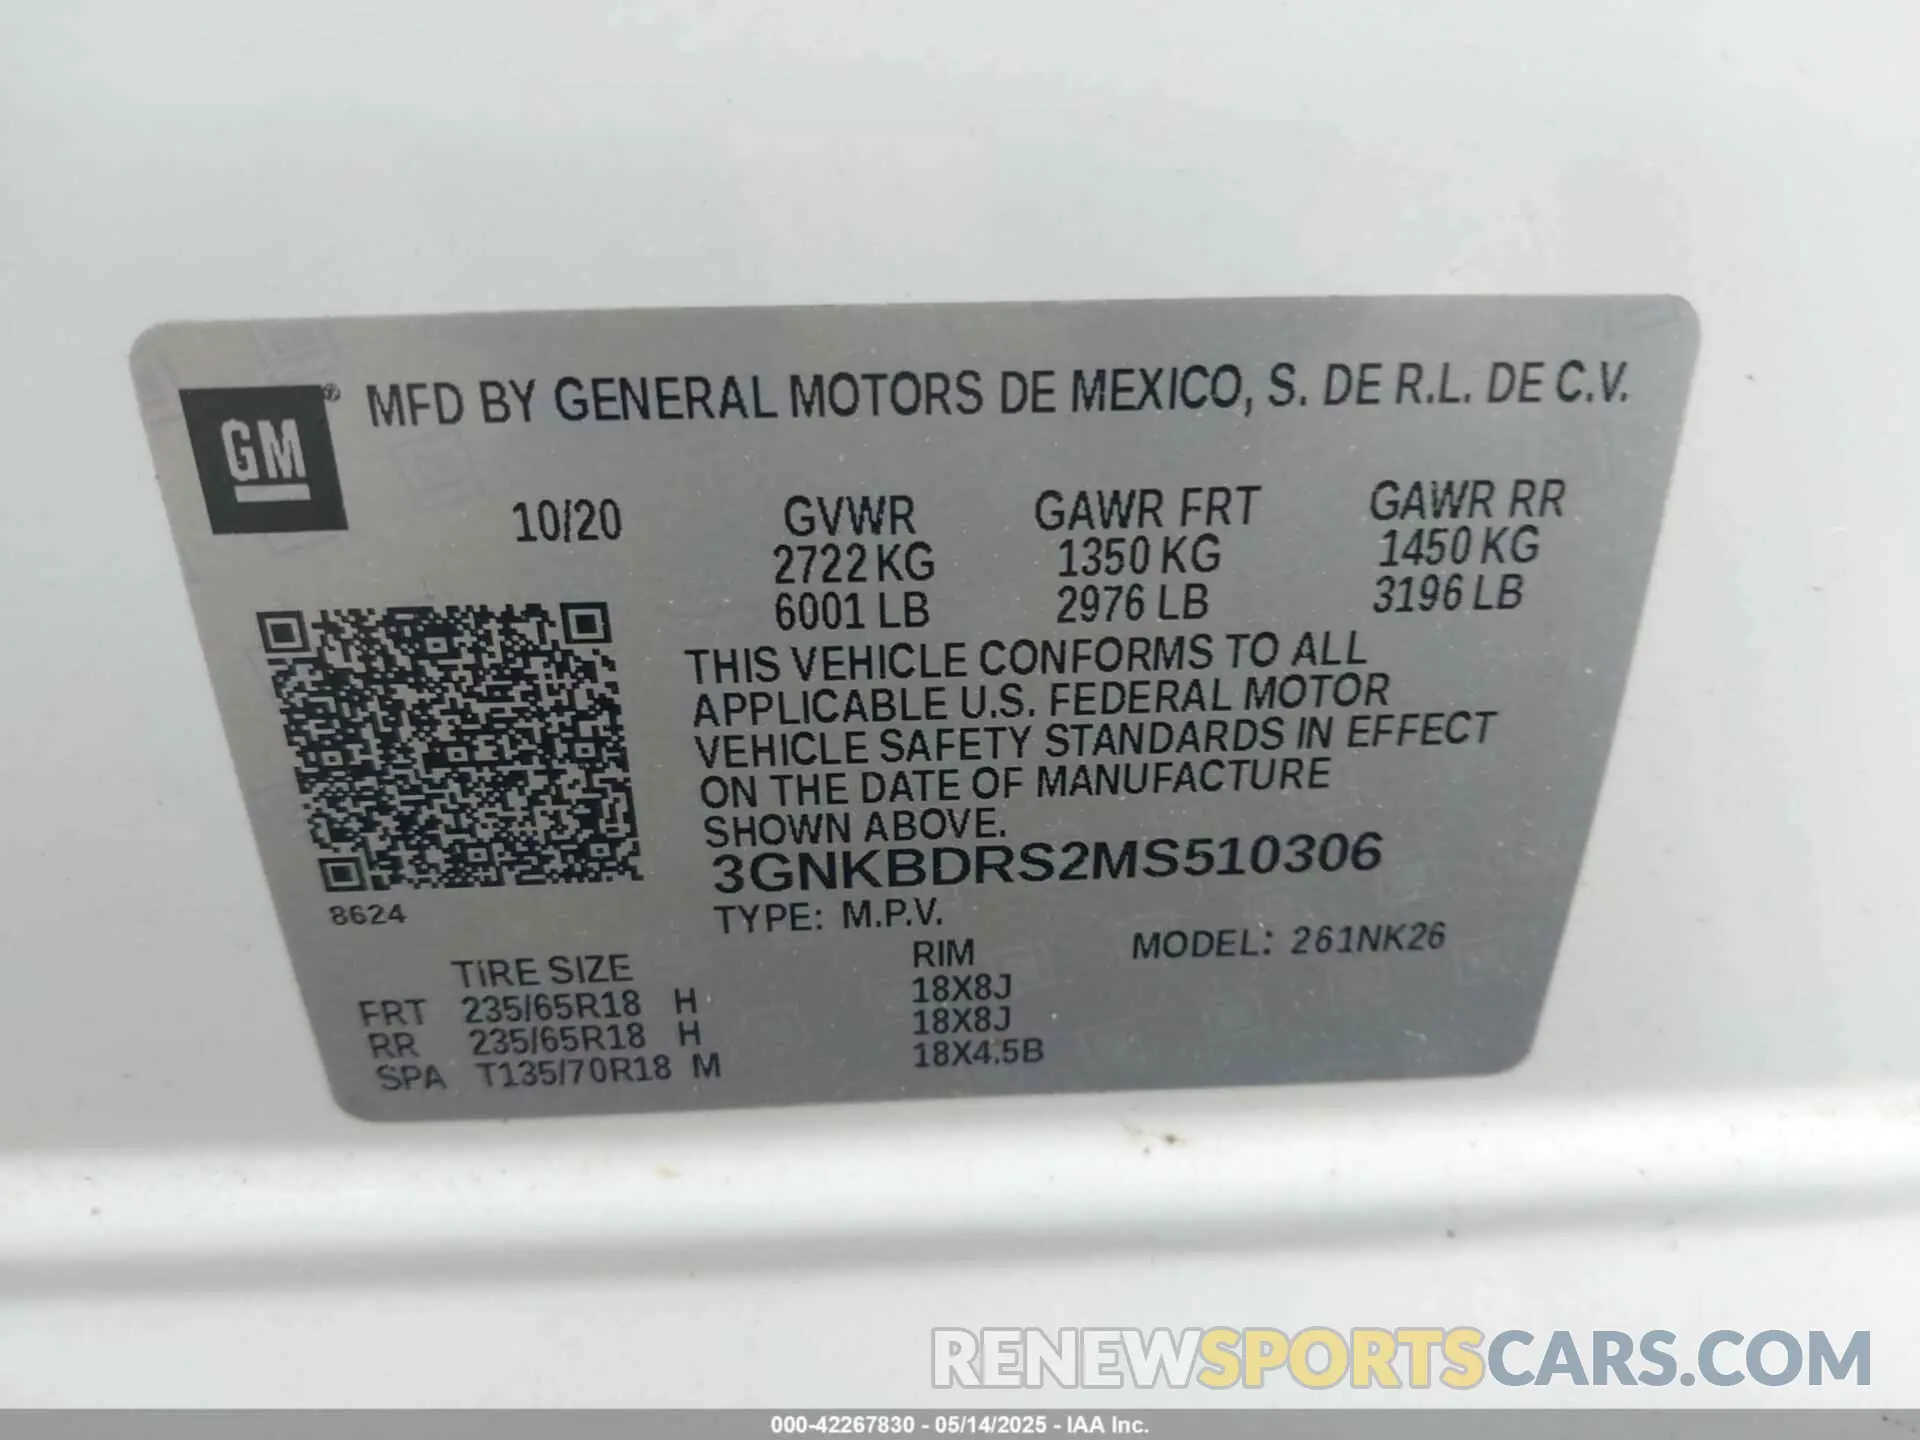 GM ® MFD BY GENERAL MOTORS DE MEXICO, S. DE R.L. DE C.V.
10/20 GVWR GAWR FRT GAWR RR
2722 KG 1350 KG 1450 KG
6001 LB 2976 LB 3196 LB
THIS VEHICLE CONFORMS TO ALL
APPLICABLE U.S. FEDERAL MOTOR
VEHICLE SAFETY STANDARDS IN EFFECT
ON THE DATE OF MANUFACTURE
SHOWN ABOVE.
3GNKBDRS2MS510306
8624
TYPE: M.P.V.
TIRE SIZE RIM MODEL: 261NK26
FRT 235/65R18 H 18X8J
RR 235/65R18 H 18X8J
SPA T135/70R18 M 18X4.5B
RENEWSPORTSCARS.COM
000-42267830 - 05/14/2025 - IAA Inc.